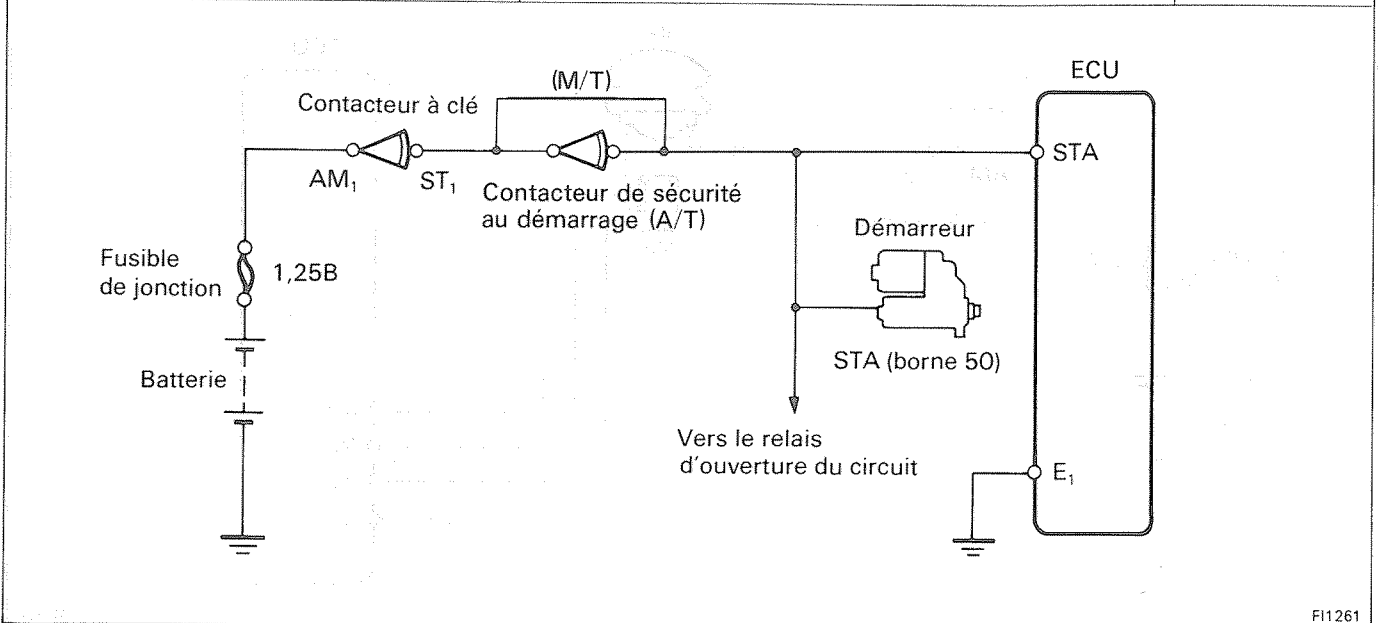 (M/T)
ECU
Contacteur à clé
STA
AM₁
ST₁
Contacteur de sécurité
au démarrage (A/T)
Démarreur
Fusible
de jonction
1,25B
STA (borne 50)
Batterie
Vers le relais
d'ouverture du circuit
E₁
FI1261